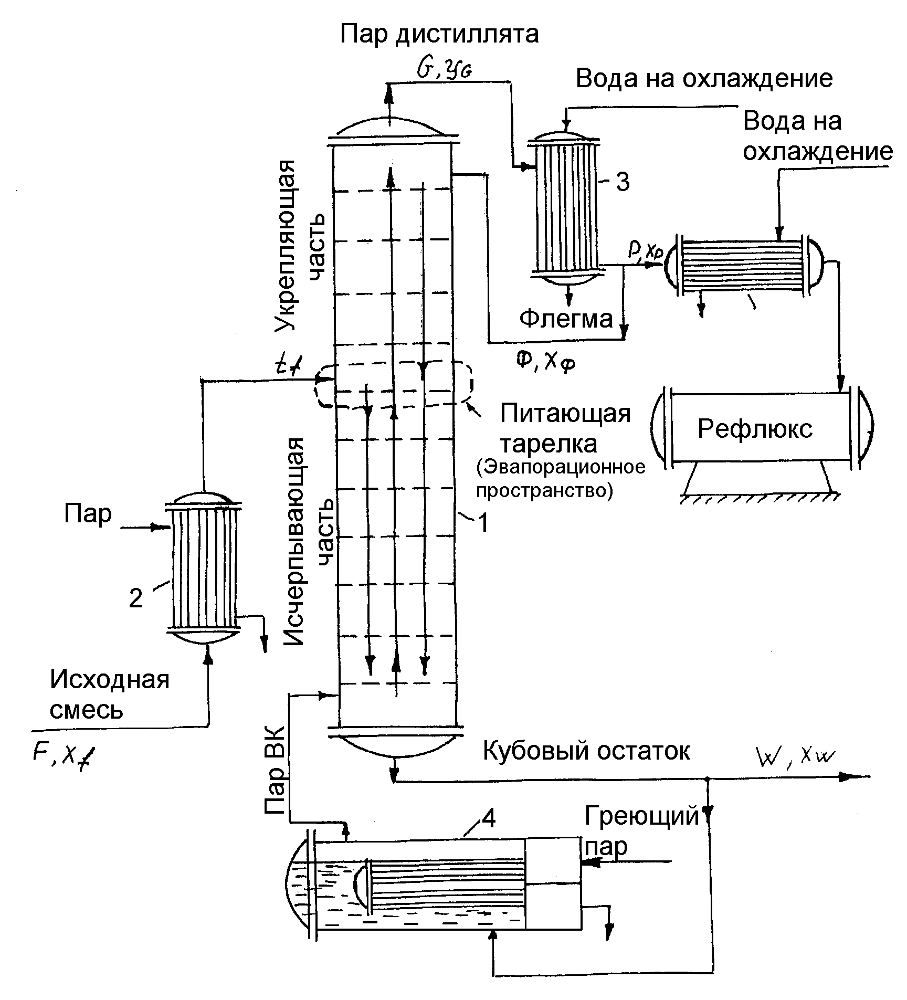 Пар дистиллята
G, yG
Вода на охлаждение
Вода на
охлаждение
3
Укрепляющая
часть
P, xp
Флегма
Ф, xф
tf
Питающая
тарелка
(Эвапорационное
пространство)
Рефлюкс
Исчерпывающая
часть
1
Пар
2
Исходная
смесь
F, xf
Пар ВК
Кубовый остаток
W, xw
4
Греющий
пар